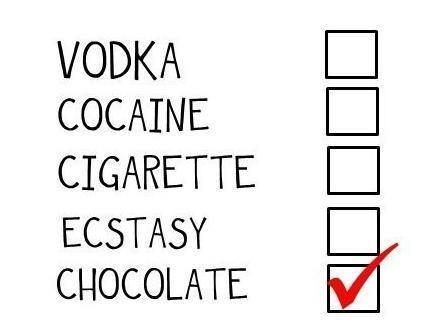 VODKA
COCAINE
CIGARETTE
ECSTASY
CHOCOLATE